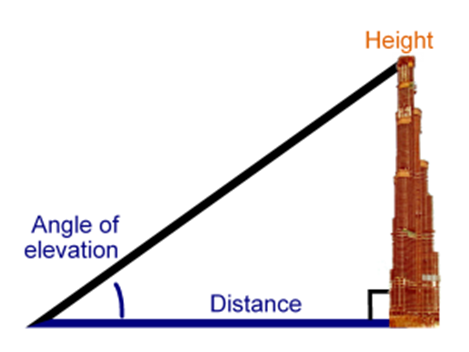 Height
Angle of
elevation
Distance